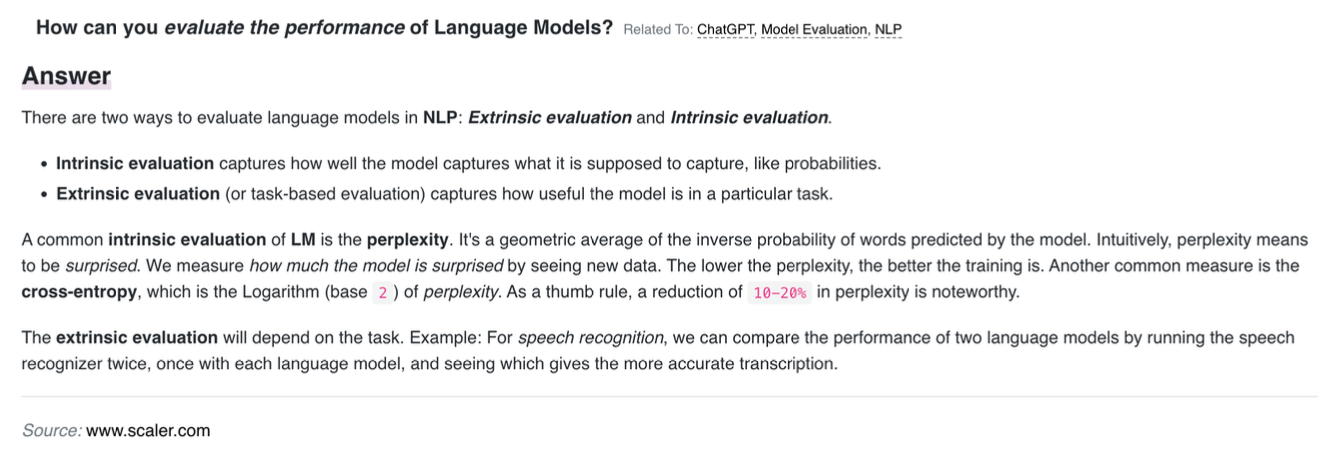 How can you evaluate the performance of Language Models? Related To: ChatGPT, Model Evaluation, NLP
Answer
There are two ways to evaluate language models in NLP: Extrinsic evaluation and Intrinsic evaluation.
• Intrinsic evaluation captures how well the model captures what it is supposed to capture, like probabilities.
• Extrinsic evaluation (or task-based evaluation) captures how useful the model is in a particular task.
A common intrinsic evaluation of LM is the perplexity. It's a geometric average of the inverse probability of words predicted by the model. Intuitively, perplexity means
to be surprised. We measure how much the model is surprised by seeing new data. The lower the perplexity, the better the training is. Another common measure is the
cross-entropy, which is the Logarithm (base 2 ) of perplexity. As a thumb rule, a reduction of 10–20% in perplexity is noteworthy.
The extrinsic evaluation will depend on the task. Example: For speech recognition, we can compare the performance of two language models by running the speech
recognizer twice, once with each language model, and seeing which gives the more accurate transcription.
Source: www.scaler.com